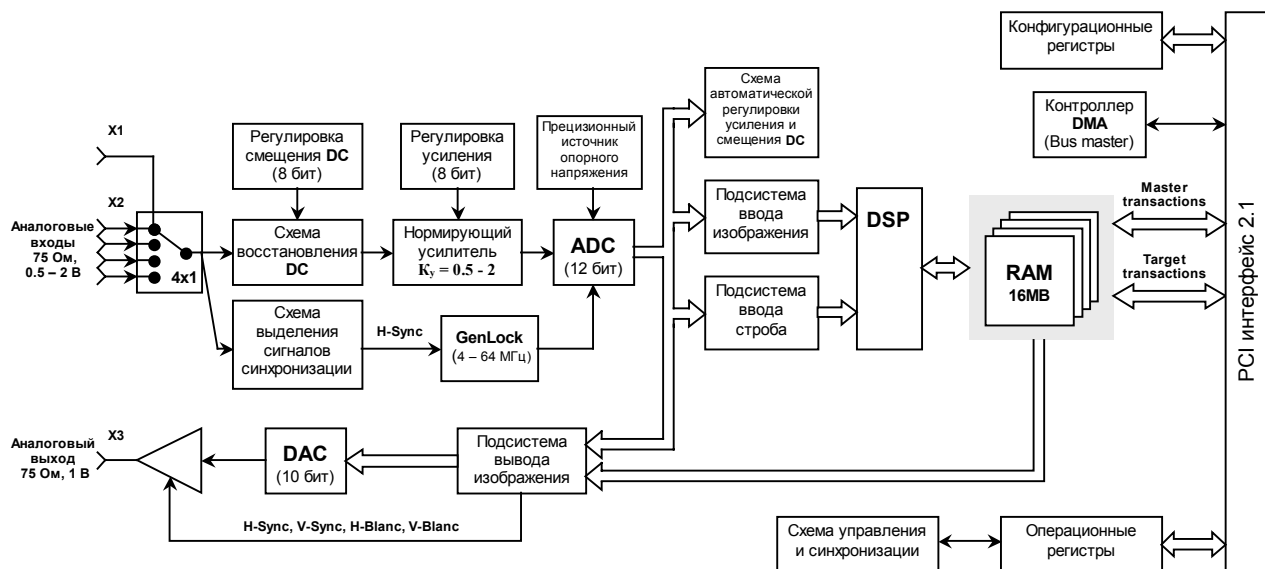 Конфигурационные
регистры
Схема
автоматической
регулировки
усиления и
смещения DC
Контроллер
DMA
(Bus master)
X1
Регулировка
смещения DC
(8 бит)
Регулировка
усиления
(8 бит)
Прецизионный
источник
опорного
напряжения
X2
Аналоговые
входы
75 Ом,
0.5 – 2 В
4x1
Схема
восстановления
DC
Нормирующий
усилитель
Ку = 0.5 - 2
ADC
(12 бит)
Подсистема
ввода
изображения
DSP
Master
transactions
RAM
16MB
Target
transactions
PCI интерфейс 2.1
Схема
выделения
сигналов
синхронизации
H-Sync
GenLock
(4 – 64 МГц)
Подсистема
ввода
строба
X3
Аналоговый
выход
75 Ом, 1 В
DAC
(10 бит)
Подсистема
вывода
изображения
H-Sync, V-Sync, H-Blanc, V-Blanc
Схема управления
и синхронизации
Операционные
регистры